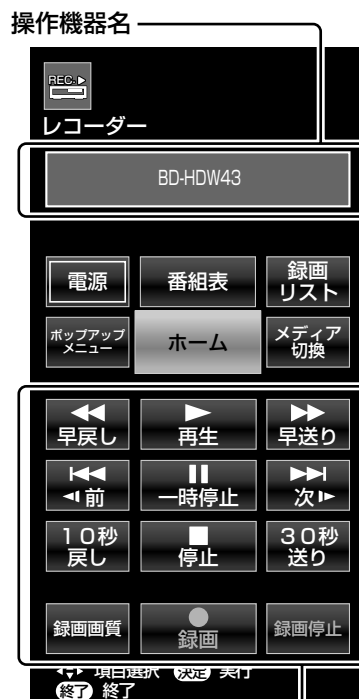 操作機器名
REC
レコーダー
BD-HDW43
電源 番組表 録画リスト
ポップアップメニュー ホーム メディア切換
早戻し 再生 早送り
前 一時停止 次
10秒戻し 停止 30秒送り
録画画質 録画 録画停止
項目選択 決定 実行
終了 終了